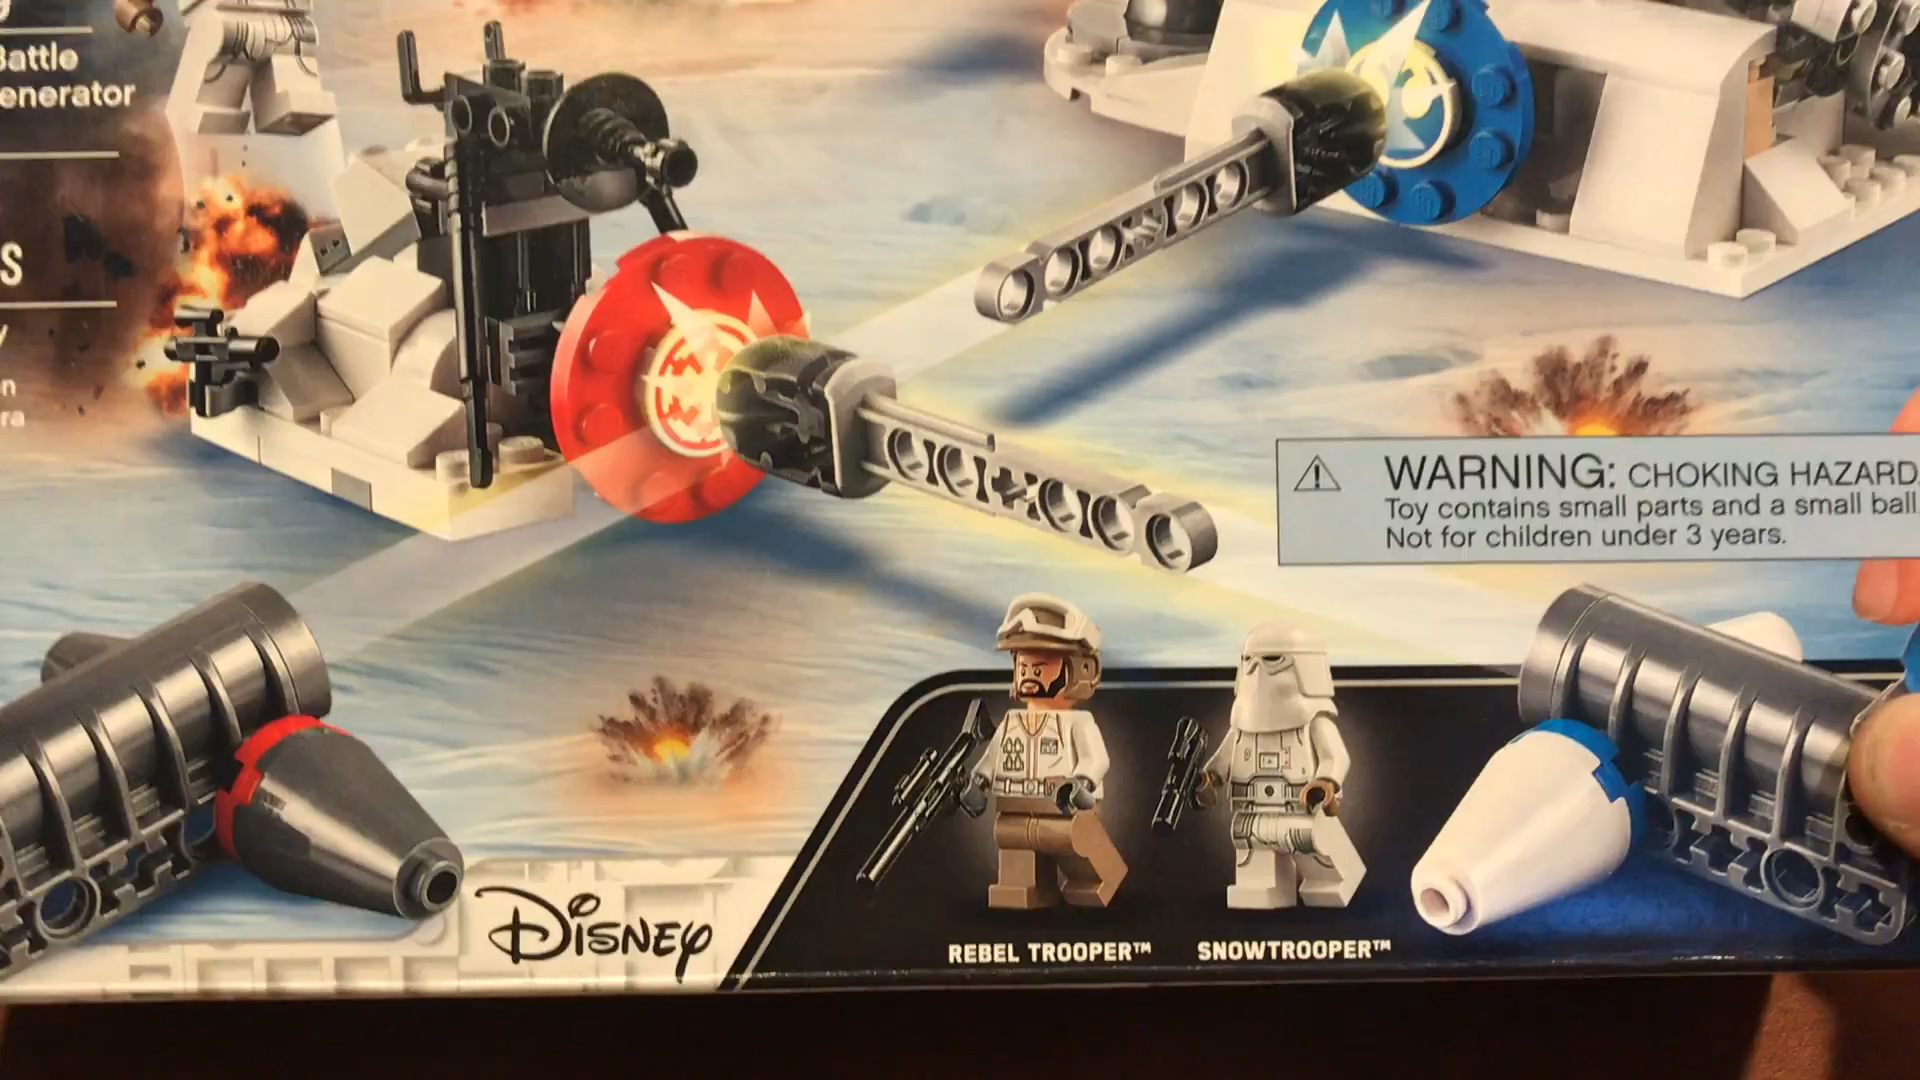 Battle
enerator
S
WARNING: CHOKING HAZARD.
Toy contains small parts and a small ball.
Not for children under 3 years.
n
ra
DISNEY
REBEL TROOPER™ SNOWTROOPER™